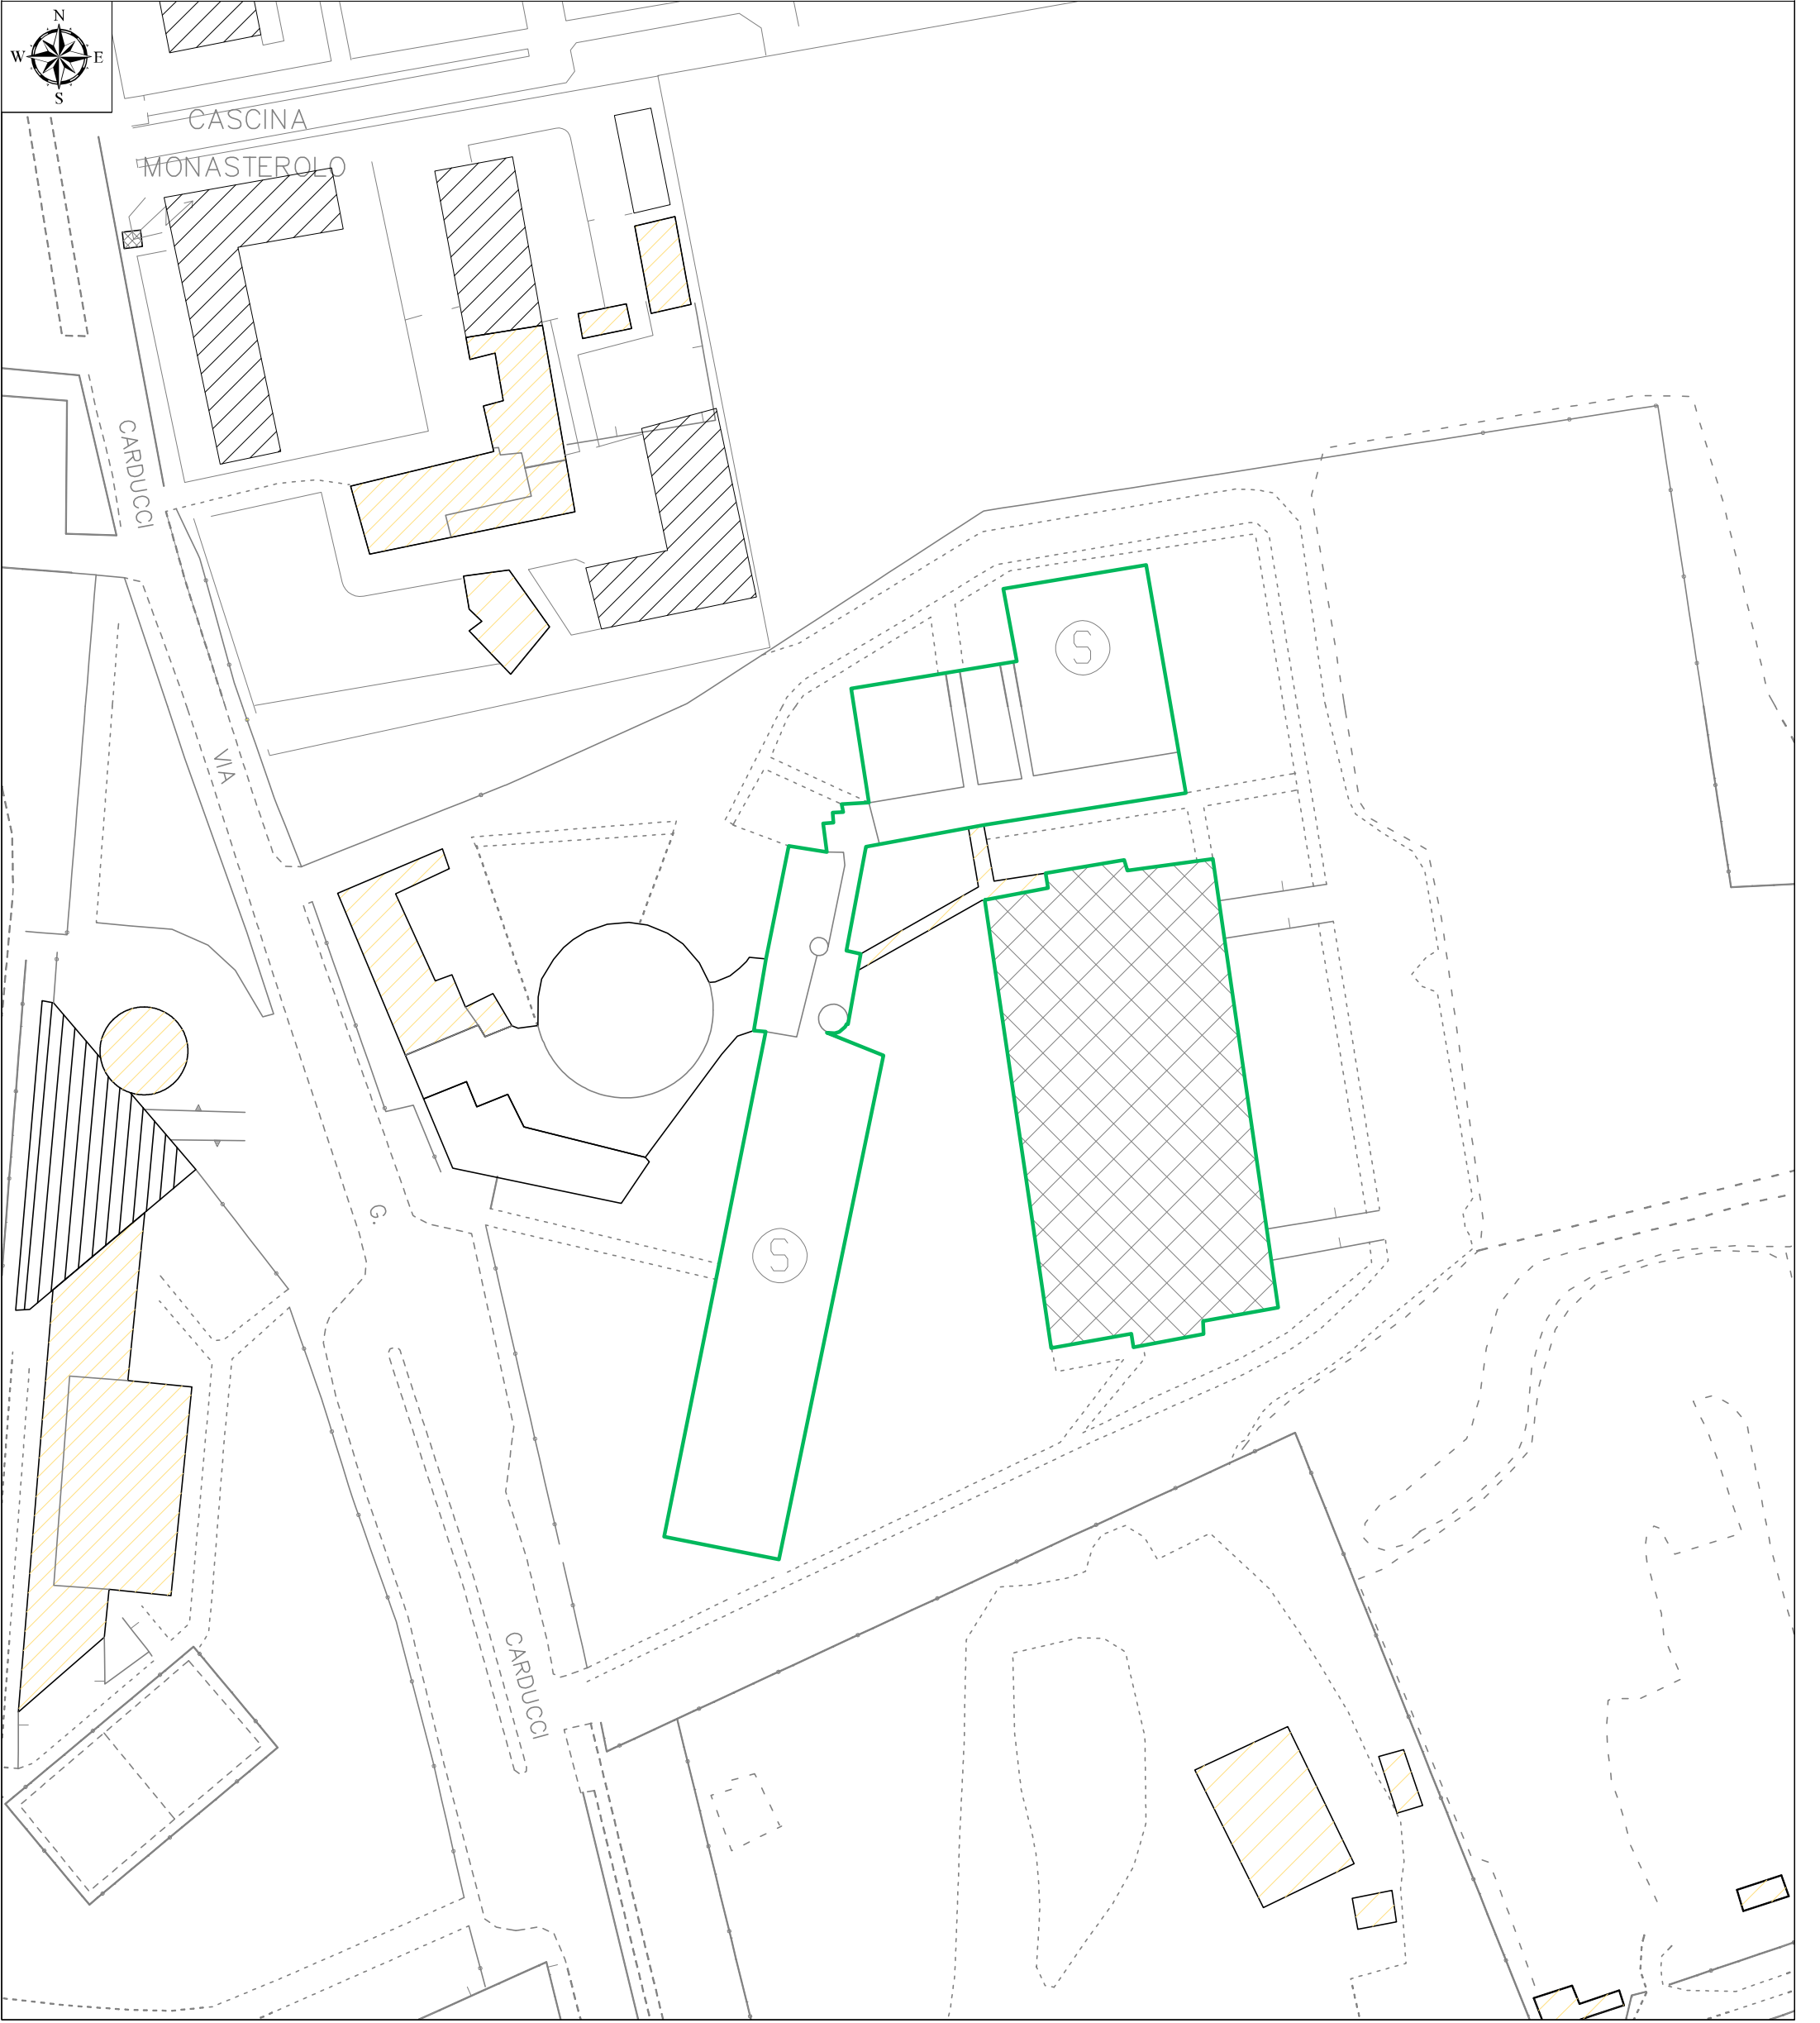 N
W E
S
CASCINA
MONASTEROLO
CARDUCCI
S
VIA
G.
S
CARDUCCI